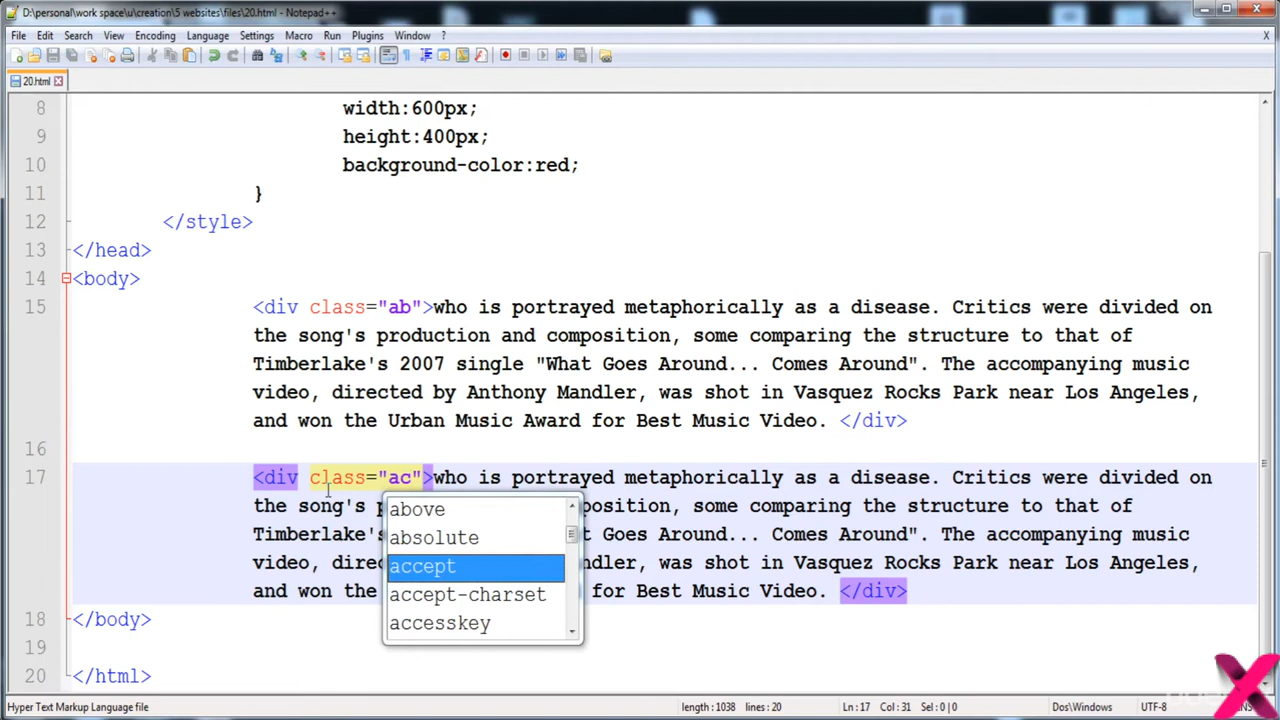 D:\personal\work space\u\creation\5 websites\files\20.html - Notepad++
File Edit Search View Encoding Language Settings Macro Run Plugins Window ? X
20.html
8 width:600px;
9 height:400px;
10 background-color:red;
11 }
12 </style>
13 </head>
14 <body>
15 <div class="ab">who is portrayed metaphorically as a disease. Critics were divided on
the song's production and composition, some comparing the structure to that of
Timberlake's 2007 single "What Goes Around... Comes Around". The accompanying music
video, directed by Anthony Mandler, was shot in Vasquez Rocks Park near Los Angeles,
and won the Urban Music Award for Best Music Video. </div>
16
17 <div class="ac">who is portrayed metaphorically as a disease. Critics were divided on
the song's p position, some comparing the structure to that of
Timberlake's t Goes Around... Comes Around". The accompanying music
video, direc ndler, was shot in Vasquez Rocks Park near Los Angeles,
and won the for Best Music Video. </div>
above
absolute
accept
accept-charset
accesskey
18 </body>
19
20 </html>
Hyper Text Markup Language file length : 1038 lines : 20 Ln : 17 Col : 31 Sel : 0 | 0 Dos\Windows UTF-8